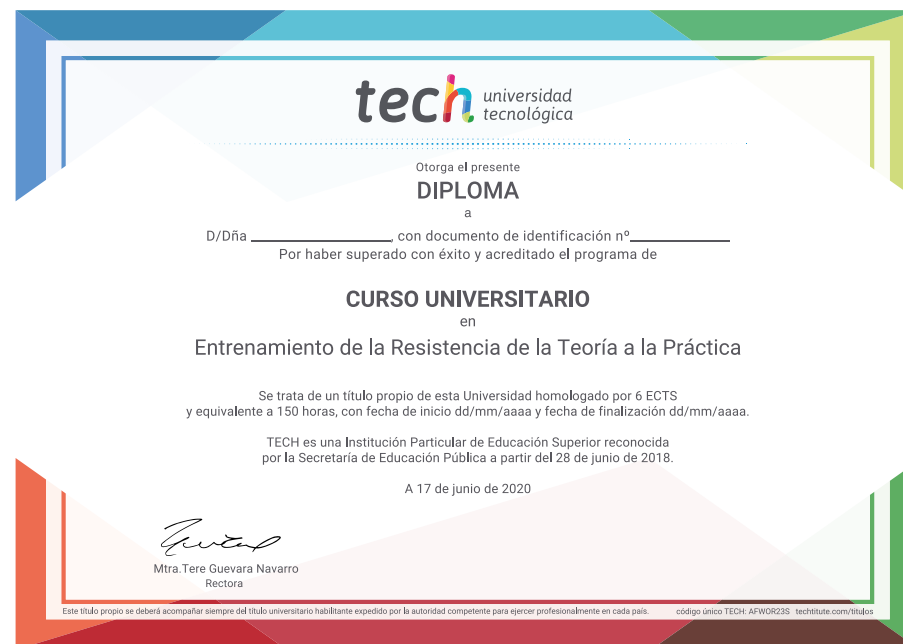 tech universidad
tecnológica
Otorga el presente
DIPLOMA
a
D/Dña ____________________, con documento de identificación nº______________
Por haber superado con éxito y acreditado el programa de
CURSO UNIVERSITARIO
en
Entrenamiento de la Resistencia de la Teoría a la Práctica
Se trata de un título propio de esta Universidad homologado por 6 ECTS
y equivalente a 150 horas, con fecha de inicio dd/mm/aaaa y fecha de finalización dd/mm/aaaa.
TECH es una Institución Particular de Educación Superior reconocida
por la Secretaría de Educación Pública a partir del 28 de junio de 2018.
A 17 de junio de 2020
Mtra.Tere Guevara Navarro
Rectora
Este título propio se deberá acompañar siempre del título universitario habilitante expedido por la autoridad competente para ejercer profesionalmente en cada país. código único TECH: AFWOR23S techtitute.com/titulos